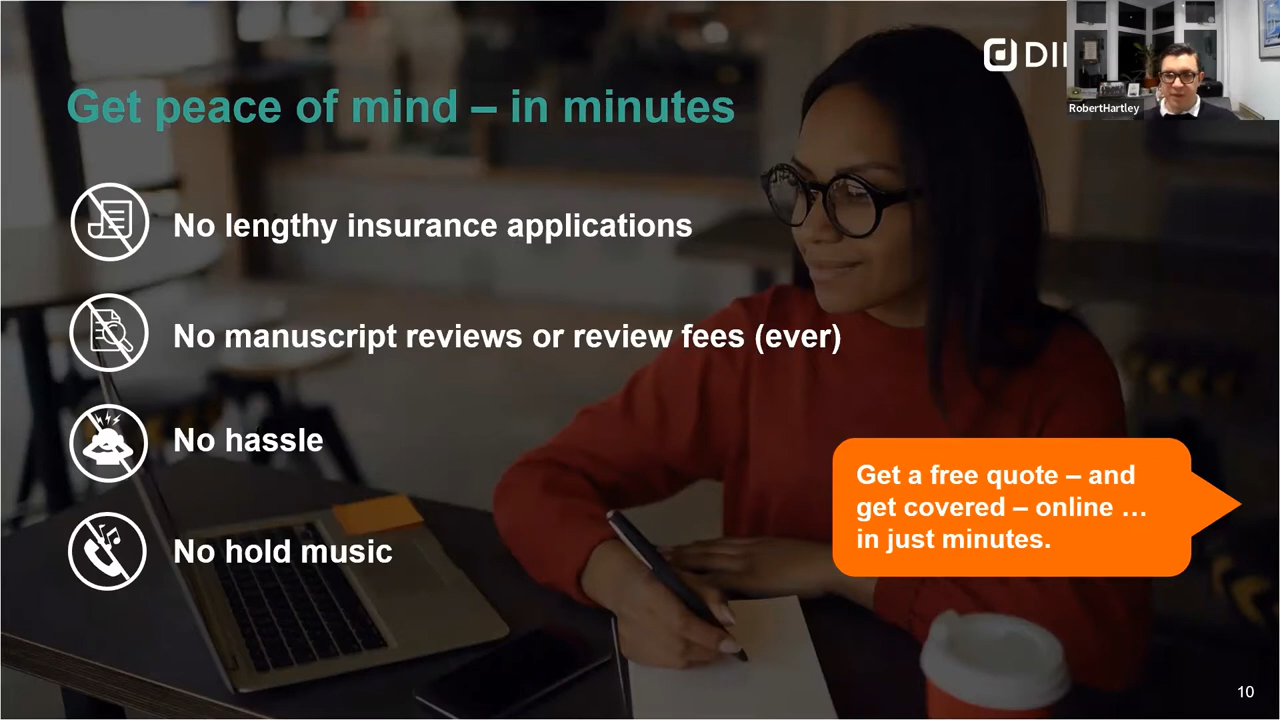 Get peace of mind – in minutes
RobertHartley
No lengthy insurance applications
No manuscript reviews or review fees (ever)
No hassle
No hold music
Get a free quote – and
get covered – online ...
in just minutes.
10